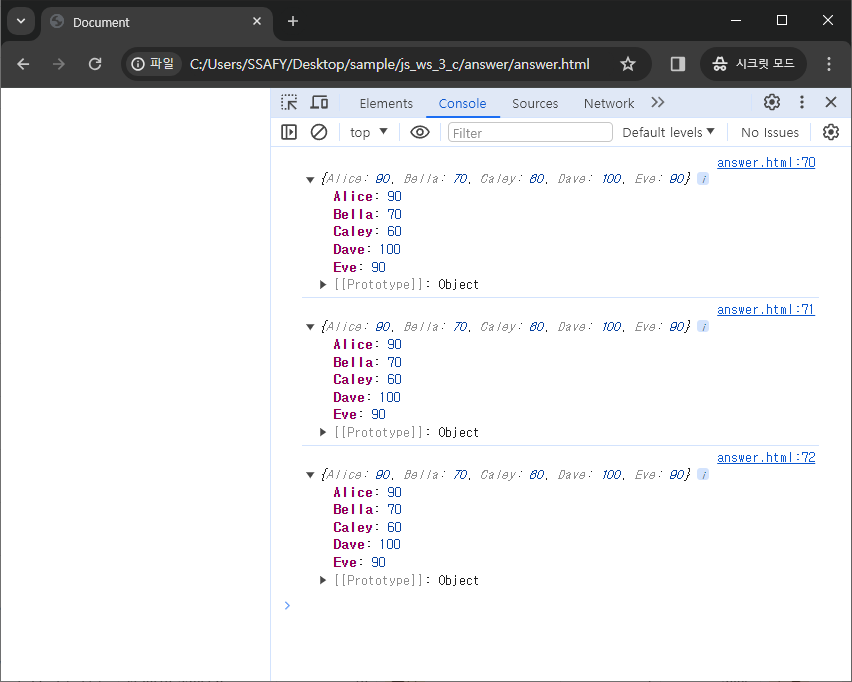 Document
파일
C:/Users/SSAFY/Desktop/sample/js_ws_3_c/answer/answer.html
시크릿 모드
Elements Console Sources Network
top Filter Default levels No Issues
answer.html:70
{Alice: 90, Bella: 70, Caley: 60, Dave: 100, Eve: 90} i
Alice: 90
Bella: 70
Caley: 60
Dave: 100
Eve: 90
[[Prototype]]: Object
answer.html:71
{Alice: 90, Bella: 70, Caley: 60, Dave: 100, Eve: 90} i
Alice: 90
Bella: 70
Caley: 60
Dave: 100
Eve: 90
[[Prototype]]: Object
answer.html:72
{Alice: 90, Bella: 70, Caley: 60, Dave: 100, Eve: 90} i
Alice: 90
Bella: 70
Caley: 60
Dave: 100
Eve: 90
[[Prototype]]: Object